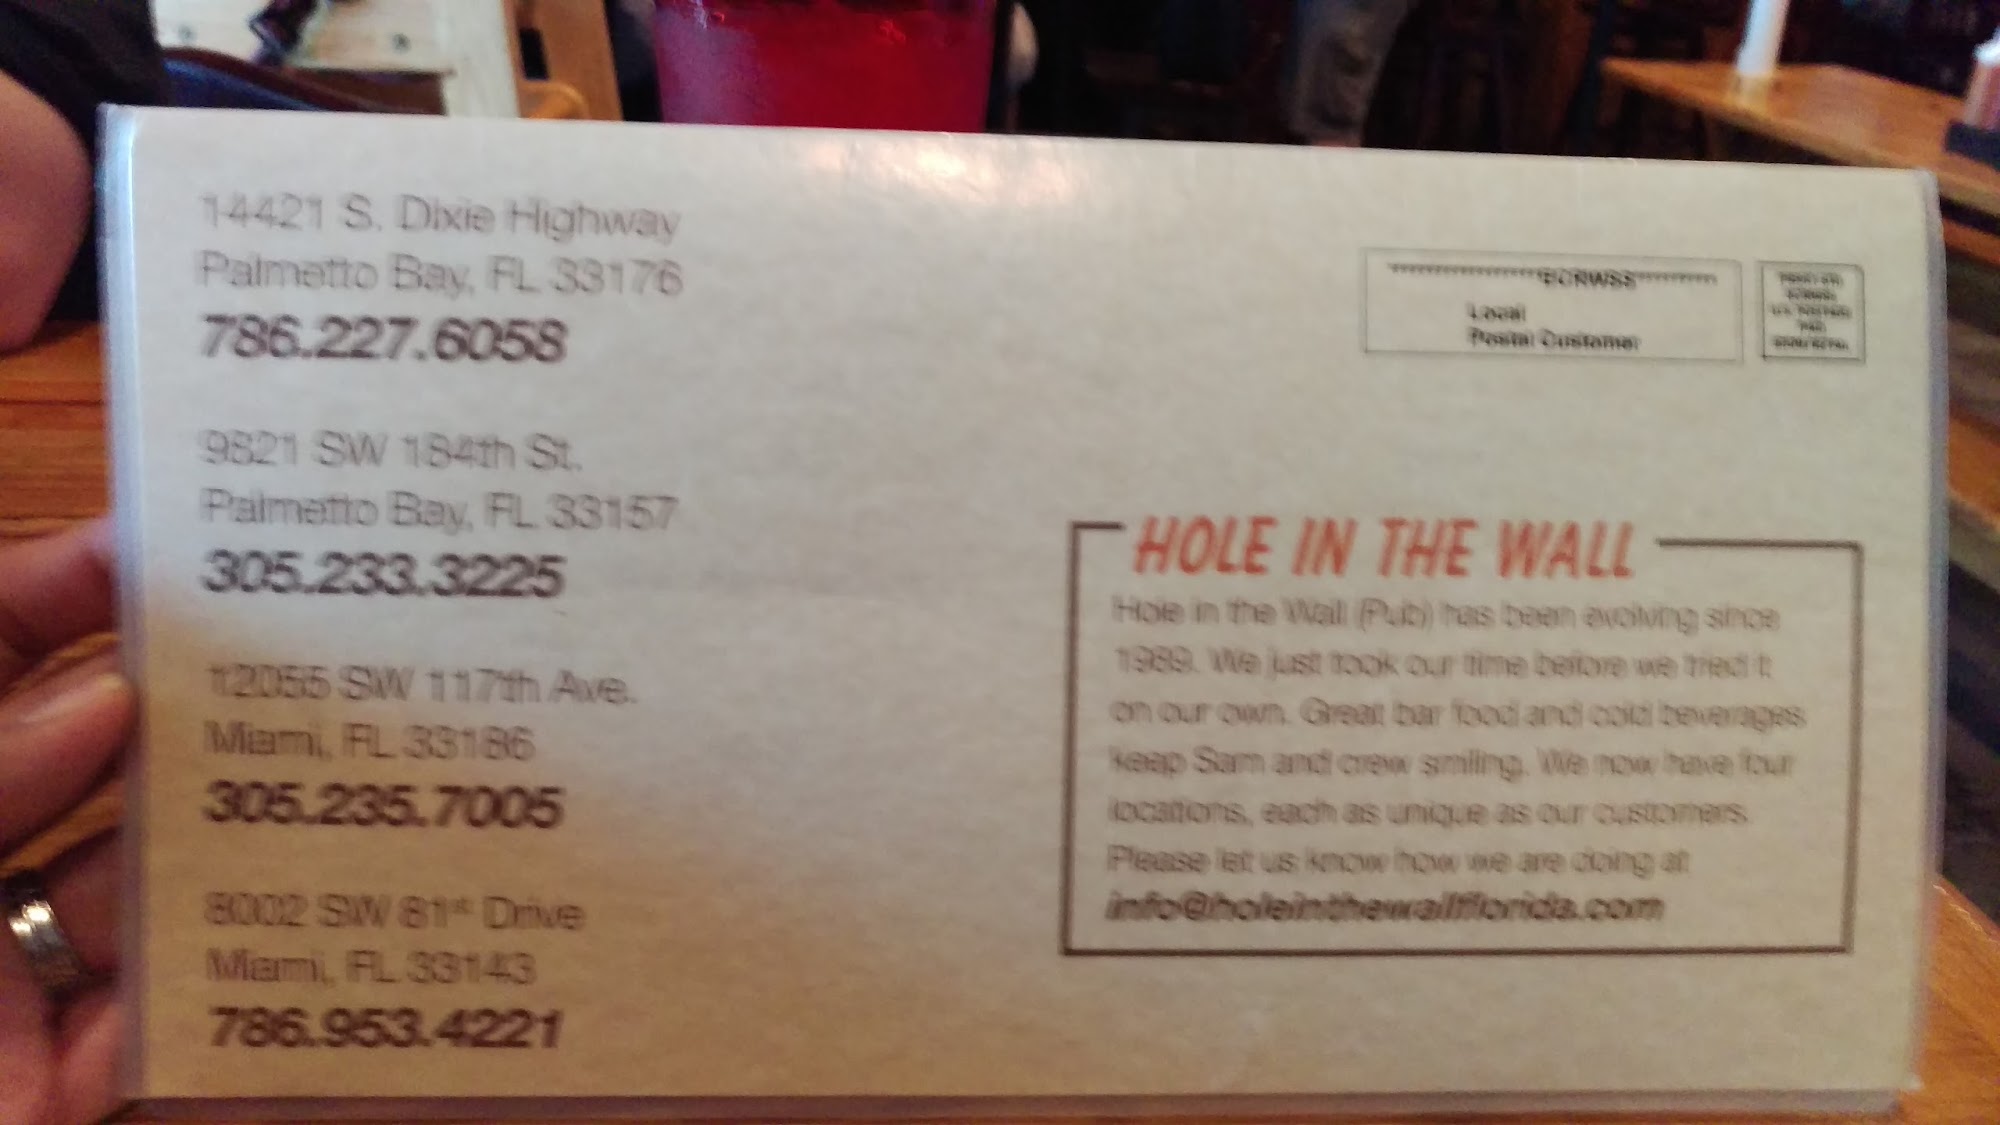 14421 S. Dixie Highway
Palmetto Bay, FL 33176
786.227.6058
9821 SW 184th St.
Palmetto Bay, FL 33157
305.233.3225
12055 SW 117th Ave.
Miami, FL 33186
305.235.7005
8002 SW 81st Drive
Miami, FL 33143
786.953.4221
ECRWSS
Local
Postal Customer
HOLE IN THE WALL
Hole in the Wall (Pub) has been evolving since
1989. We just took our time before we tried it
on our own. Great bar food and cold beverages
keep Sam and crew smiling. We now have four
locations, each as unique as our customers.
Please let us know how we are doing at
info@holeinthewallflorida.com